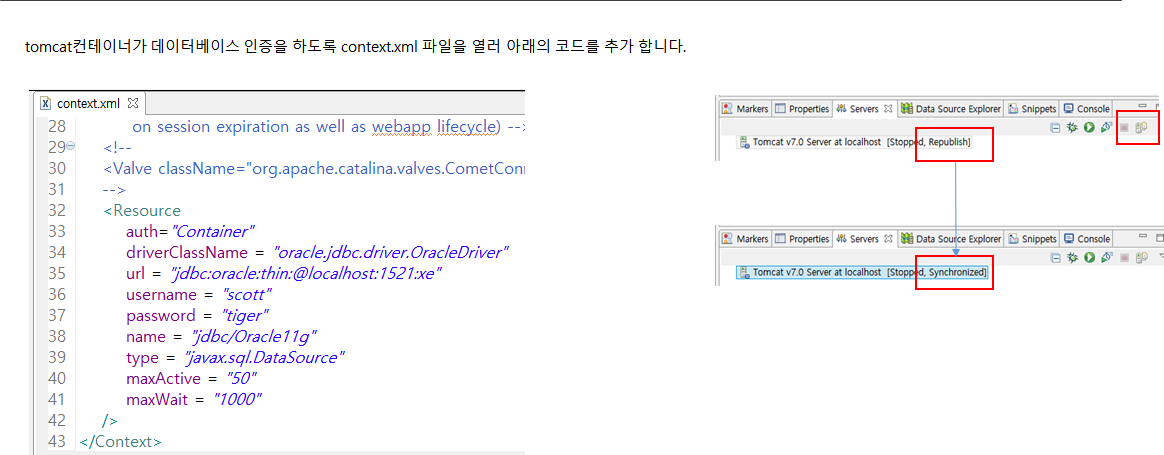 tomcat컨테이너가 데이터베이스 인증을 하도록 context.xml 파일을 열러 아래의 코드를 추가 합니다.
context.xml
28 on session expiration as well as webapp lifecycle) -->
29 <!--
30 <Valve className="org.apache.catalina.valves.CometConn
31 -->
32 <Resource
33 auth="Container"
34 driverClassName = "oracle.jdbc.driver.OracleDriver"
35 url = "jdbc:oracle:thin:@localhost:1521:xe"
36 username = "scott"
37 password = "tiger"
38 name = "jdbc/Oracle11g"
39 type = "javax.sql.DataSource"
40 maxActive = "50"
41 maxWait = "1000"
42 />
43 </Context>
Markers Properties Servers Data Source Explorer Snippets Console
Tomcat v7.0 Server at localhost [Stopped, Republish]
Markers Properties Servers Data Source Explorer Snippets Console
Tomcat v7.0 Server at localhost [Stopped, Synchronized]